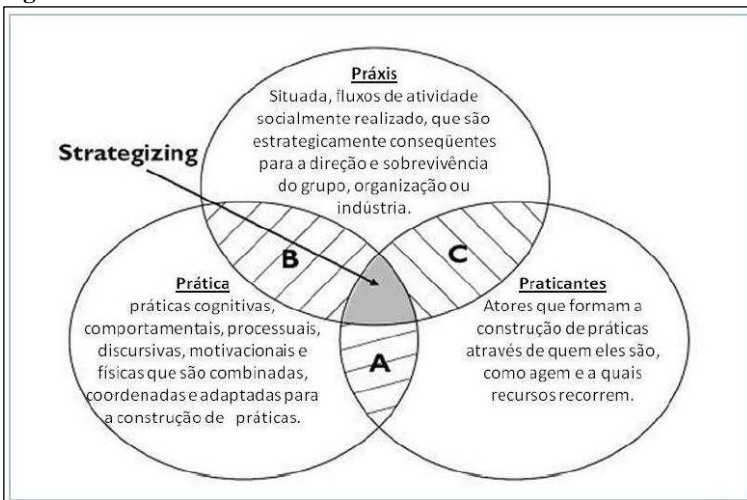 Práxis
Situada, fluxos de atividade
socialmente realizado, que são
estrategicamente conseqüentes
para a direção e sobrevivência
do grupo, organização ou
indústria.
Strategizing
B
C
Prática
práticas cognitivas,
comportamentais, processuais,
discursivas, motivacionais e
físicas que são combinadas,
coordenadas e adaptadas para
a construção de práticas.
Praticantes
Atores que formam a
construção de práticas
através de quem eles são,
como agem e a quais
recursos recorrem.
A